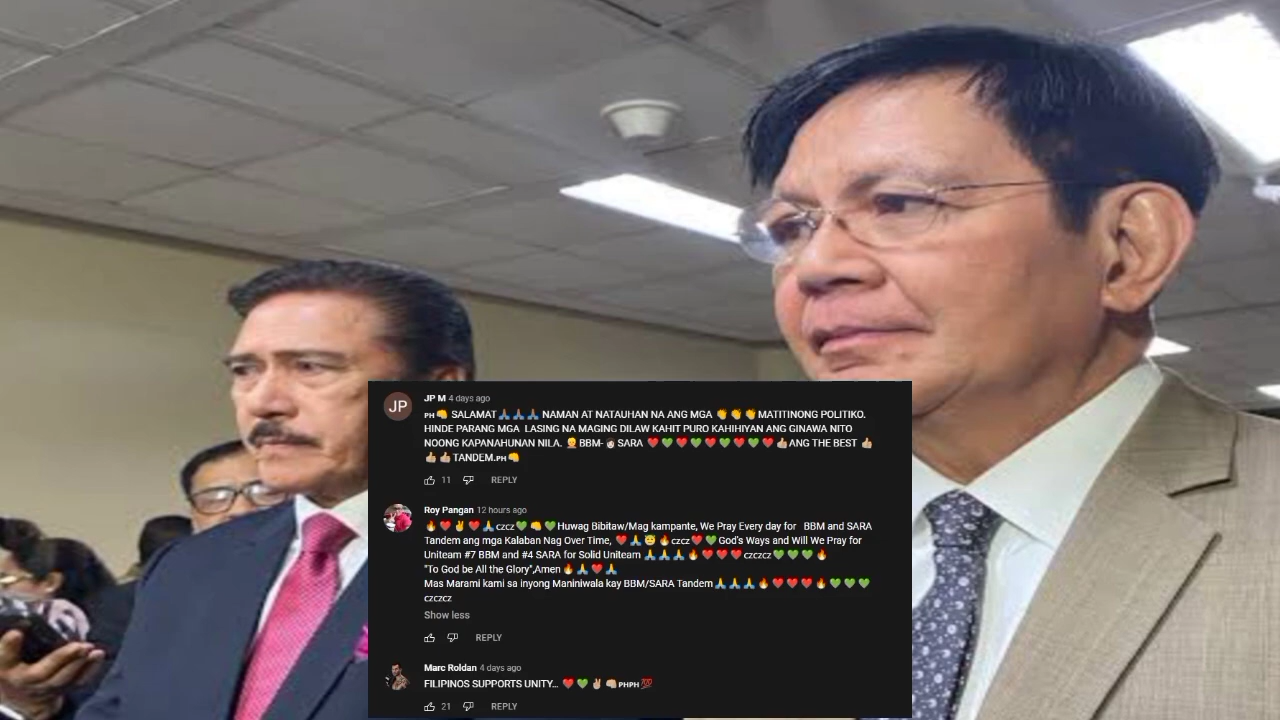 JP
JP M 4 days ago
PH👊 SALAMAT🙏🙏🙏 NAMAN AT NATAUHAN NA ANG MGA 👏👏👏MATITINONG POLITIKO.
HINDE PARANG MGA LASING NA MAGING DILAW KAHIT PURO KAHIHIYAN ANG GINAWA NITO
NOONG KAPANAHUNAN NILA. 👱BBM-👩🏻SARA ❤️💚❤️💚❤️💚❤️💚❤️👍🏼ANG THE BEST 👍🏼
👍🏼👍🏼TANDEM.PH👊
11 REPLY
Roy Pangan 12 hours ago
🔥❤️✌️❤️🙏CZCZ💚👊💚Huwag Bibitaw/Mag kampante, We Pray Every day for BBM and SARA
Tandem ang mga Kalaban Nag Over Time, ❤️🙏😇🔥CZCZ❤️💚God's Ways and Will We Pray for
Uniteam #7 BBM and #4 SARA for Solid Uniteam 🙏🙏🙏🔥❤️❤️❤️CZCZCZ💚💚💚🔥
"To God be All the Glory",Amen🔥🙏❤️🙏
Mas Marami kami sa inyong Maniniwala kay BBM/SARA Tandem🙏🙏🙏🔥❤️❤️❤️🔥💚💚💚
CZCZCZ
Show less
REPLY
Marc Roldan 4 days ago
FILIPINOS SUPPORTS UNITY... ❤️💚✌🏼👊🏼PHPH💯
21 REPLY